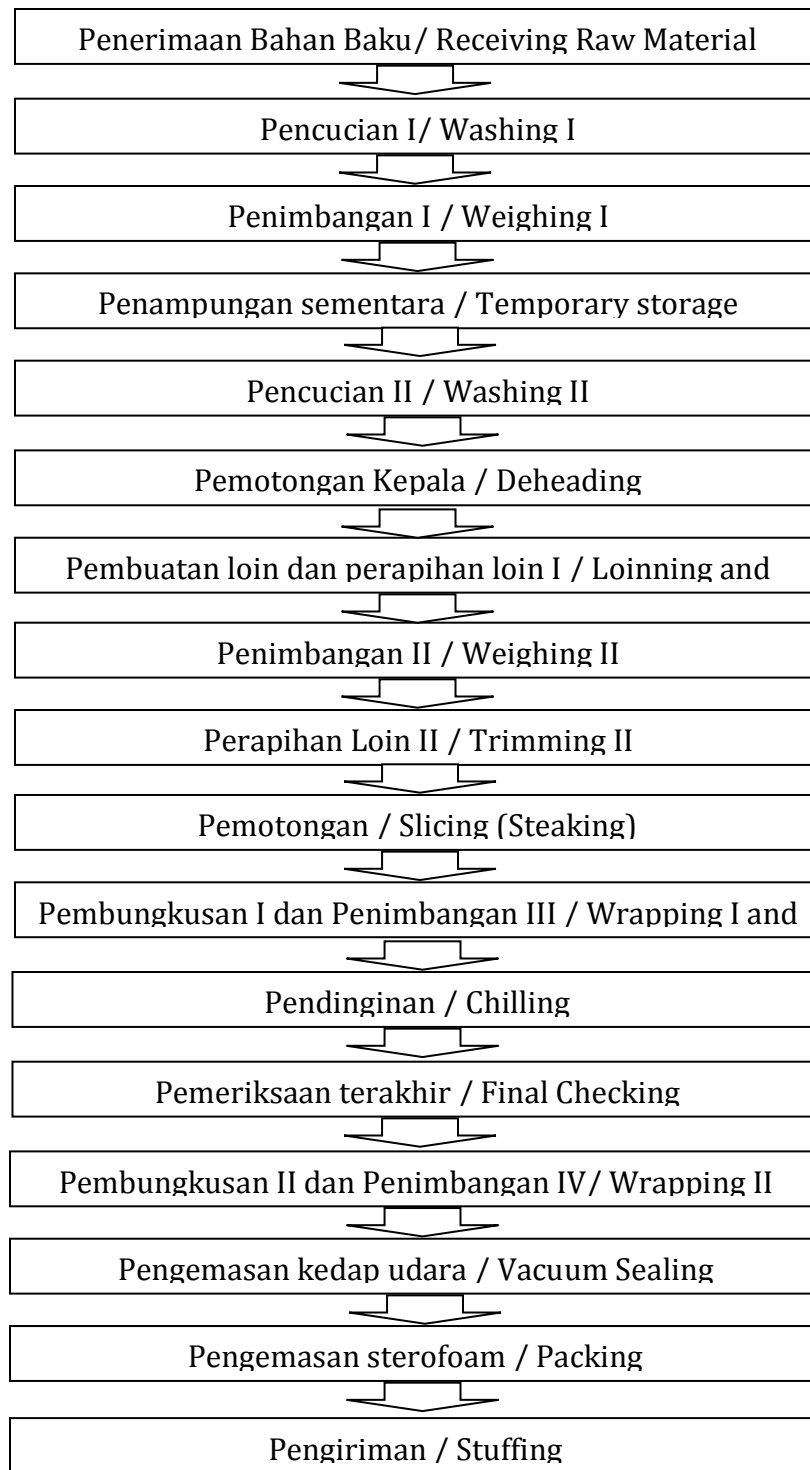 Penerimaan Bahan Baku/ Receiving Raw Material
Pencucian I/ Washing I
Penimbangan I / Weighing I
Penampungan sementara / Temporary storage
Pencucian II / Washing II
Pemotongan Kepala / Deheading
Pembuatan loin dan perapihan loin I / Loinning and
Penimbangan II / Weighing II
Perapihan Loin II / Trimming II
Pemotongan / Slicing (Steaking)
Pembungkusan I dan Penimbangan III / Wrapping I and
Pendinginan / Chilling
Pemeriksaan terakhir / Final Checking
Pembungkusan II dan Penimbangan IV/ Wrapping II
Pengemasan kedap udara / Vacuum Sealing
Pengemasan sterofoam / Packing
Pengiriman / Stuffing